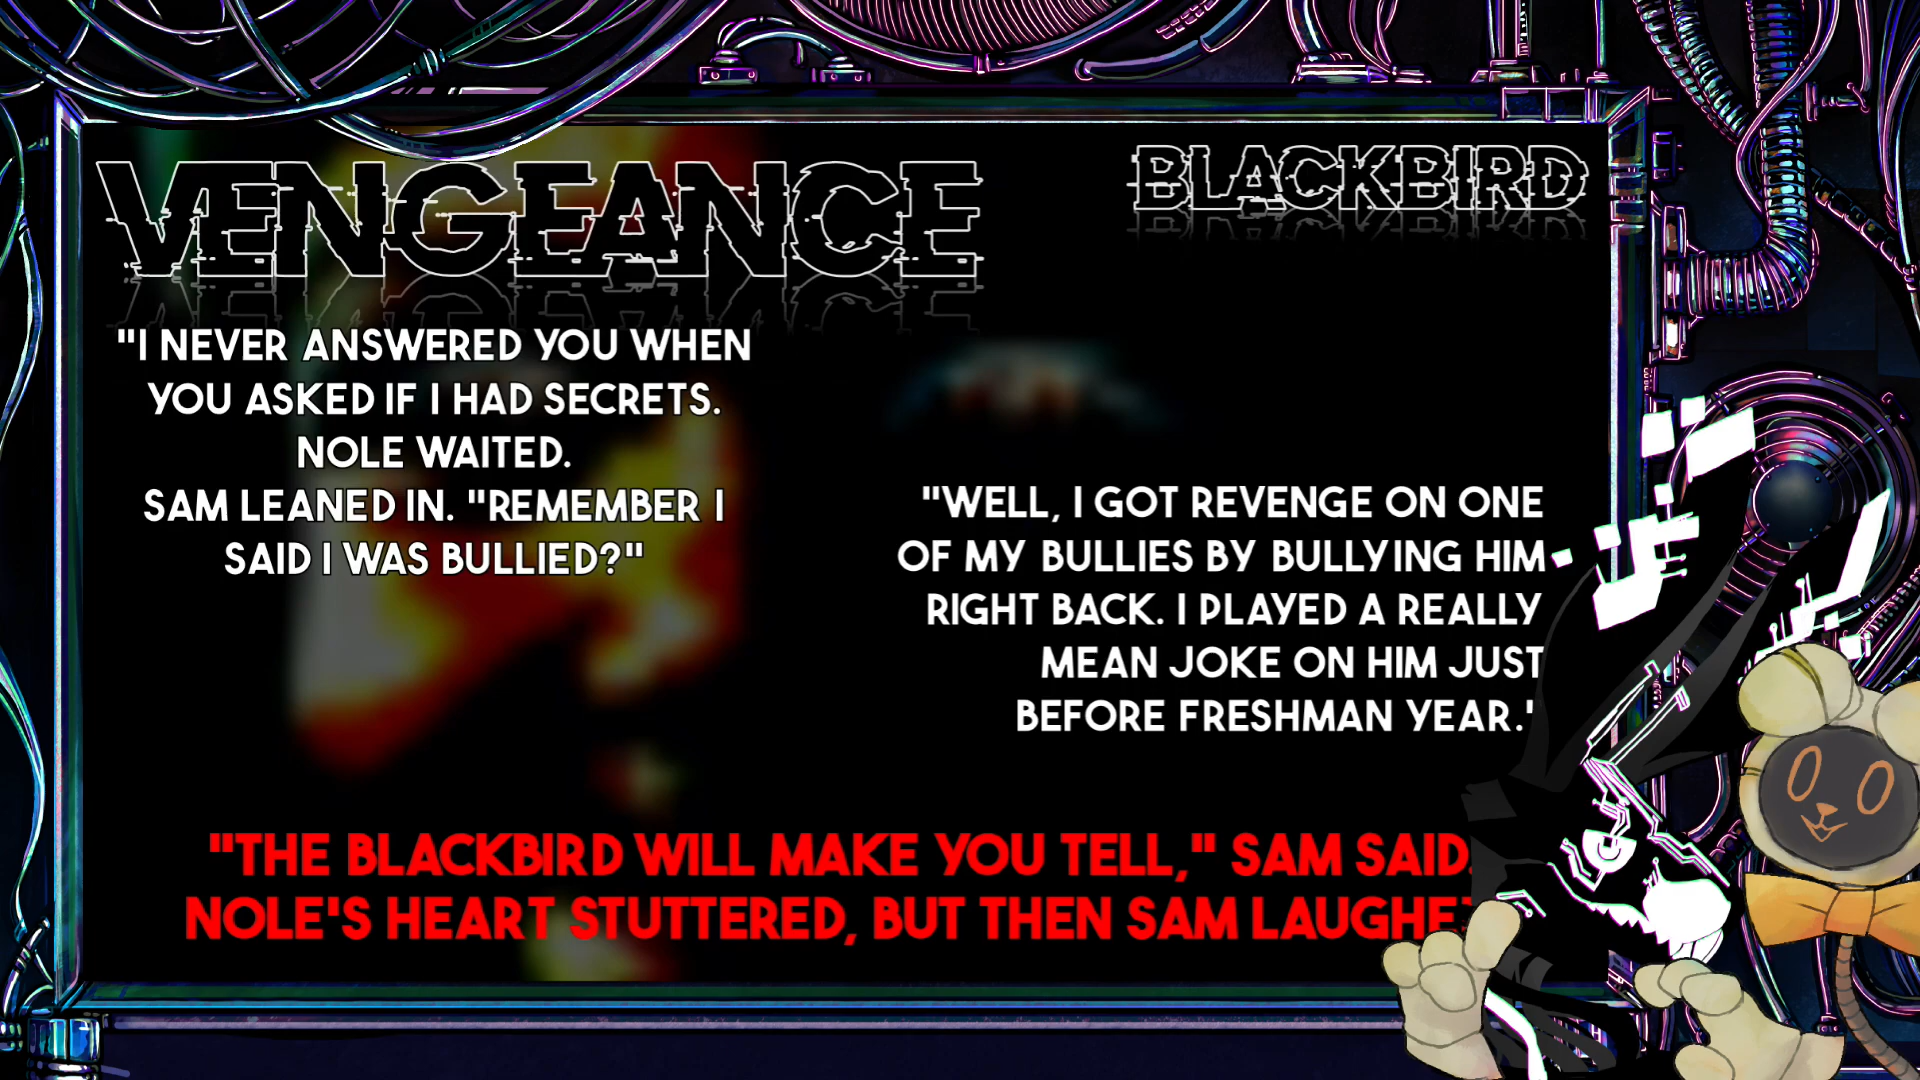 VENGEANCE
BLACKBIRD
"I NEVER ANSWERED YOU WHEN
YOU ASKED IF I HAD SECRETS.
NOLE WAITED.
SAM LEANED IN. "REMEMBER I
SAID I WAS BULLIED?"
"WELL, I GOT REVENGE ON ONE
OF MY BULLIES BY BULLYING HIM
RIGHT BACK. I PLAYED A REALLY
MEAN JOKE ON HIM JUST
BEFORE FRESHMAN YEAR.'
"THE BLACKBIRD WILL MAKE YOU TELL," SAM SAID.
NOLE'S HEART STUTTERED, BUT THEN SAM